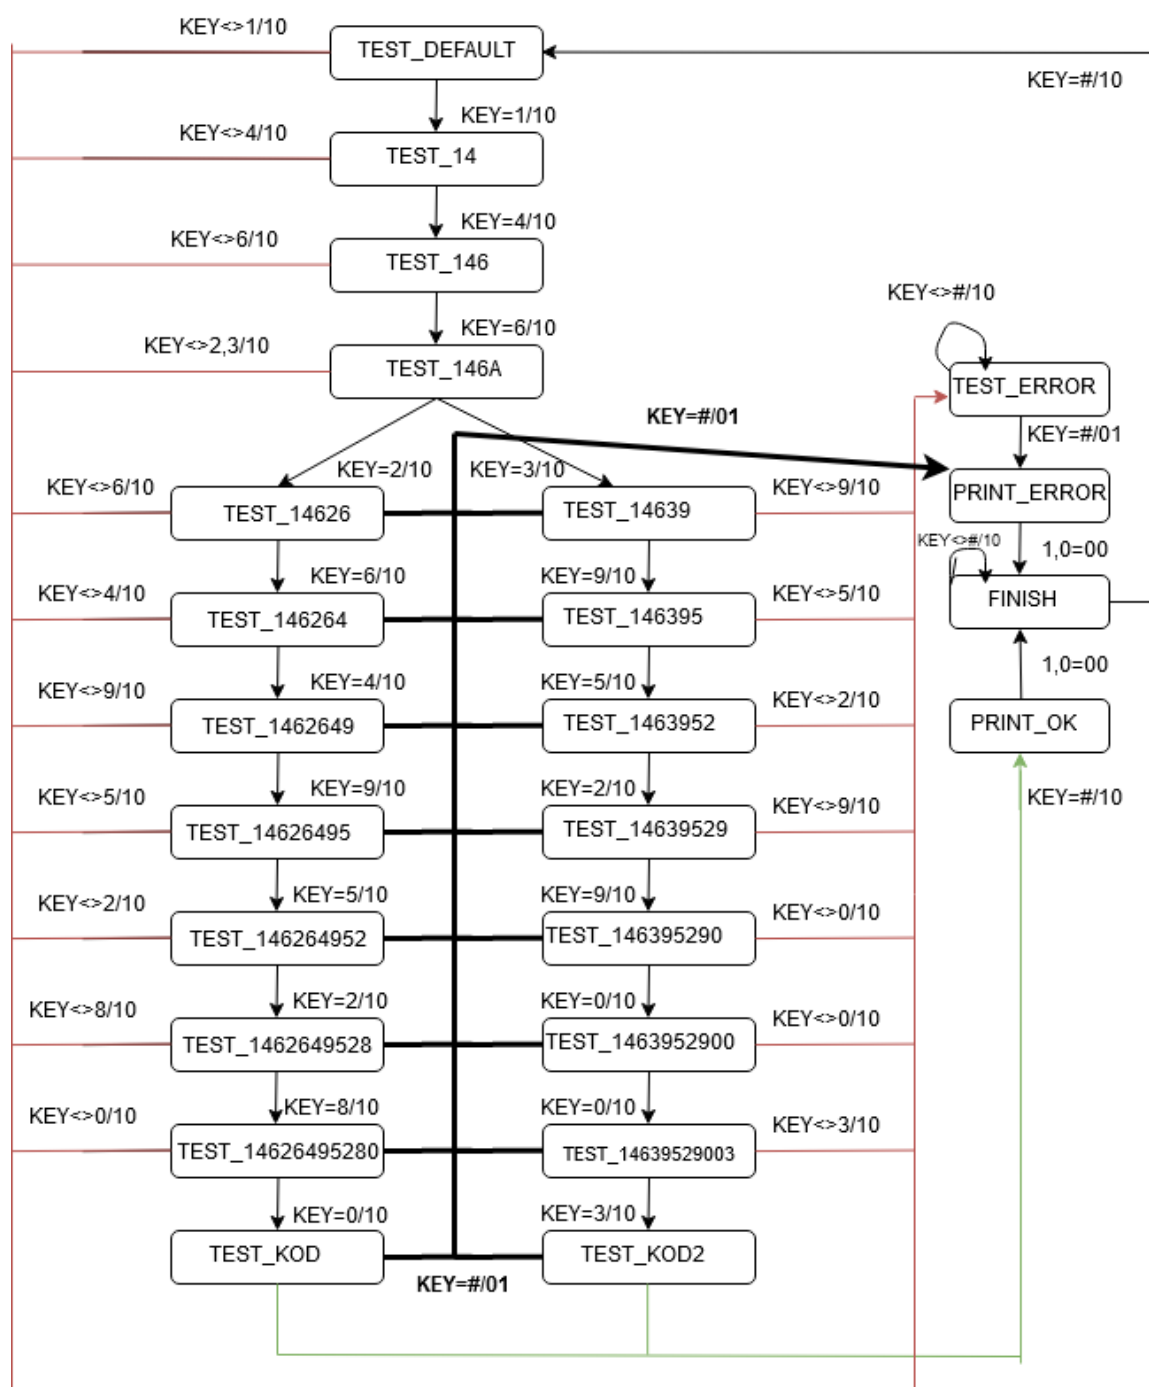 KEY<>1/10
TEST_DEFAULT
KEY=#/10
KEY=1/10
KEY<>4/10
TEST_14
KEY=4/10
KEY<>6/10
TEST_146
KEY<>#/10
KEY=6/10
KEY<>2,3/10
TEST_146A
TEST_ERROR
KEY=#/01
KEY=#/01
KEY=2/10
KEY=3/10
KEY<>6/10
KEY<>9/10
PRINT_ERROR
TEST_14626
TEST_14639
KEY<>#/10
1,0=00
KEY=6/10
KEY=9/10
KEY<>4/10
KEY<>5/10
FINISH
TEST_146264
TEST_146395
1,0=00
KEY=4/10
KEY=5/10
KEY<>9/10
KEY<>2/10
TEST_1462649
TEST_1463952
PRINT_OK
KEY=9/10
KEY=2/10
KEY<>5/10
KEY<>9/10
KEY=#/10
TEST_14626495
TEST_14639529
KEY=5/10
KEY=9/10
KEY<>2/10
KEY<>0/10
TEST_146264952
TEST_146395290
KEY=2/10
KEY=0/10
KEY<>8/10
KEY<>0/10
TEST_1462649528
TEST_1463952900
KEY=8/10
KEY=0/10
KEY<>0/10
KEY<>3/10
TEST_14626495280
TEST_14639529003
KEY=0/10
KEY=3/10
TEST_KOD
TEST_KOD2
KEY=#/01